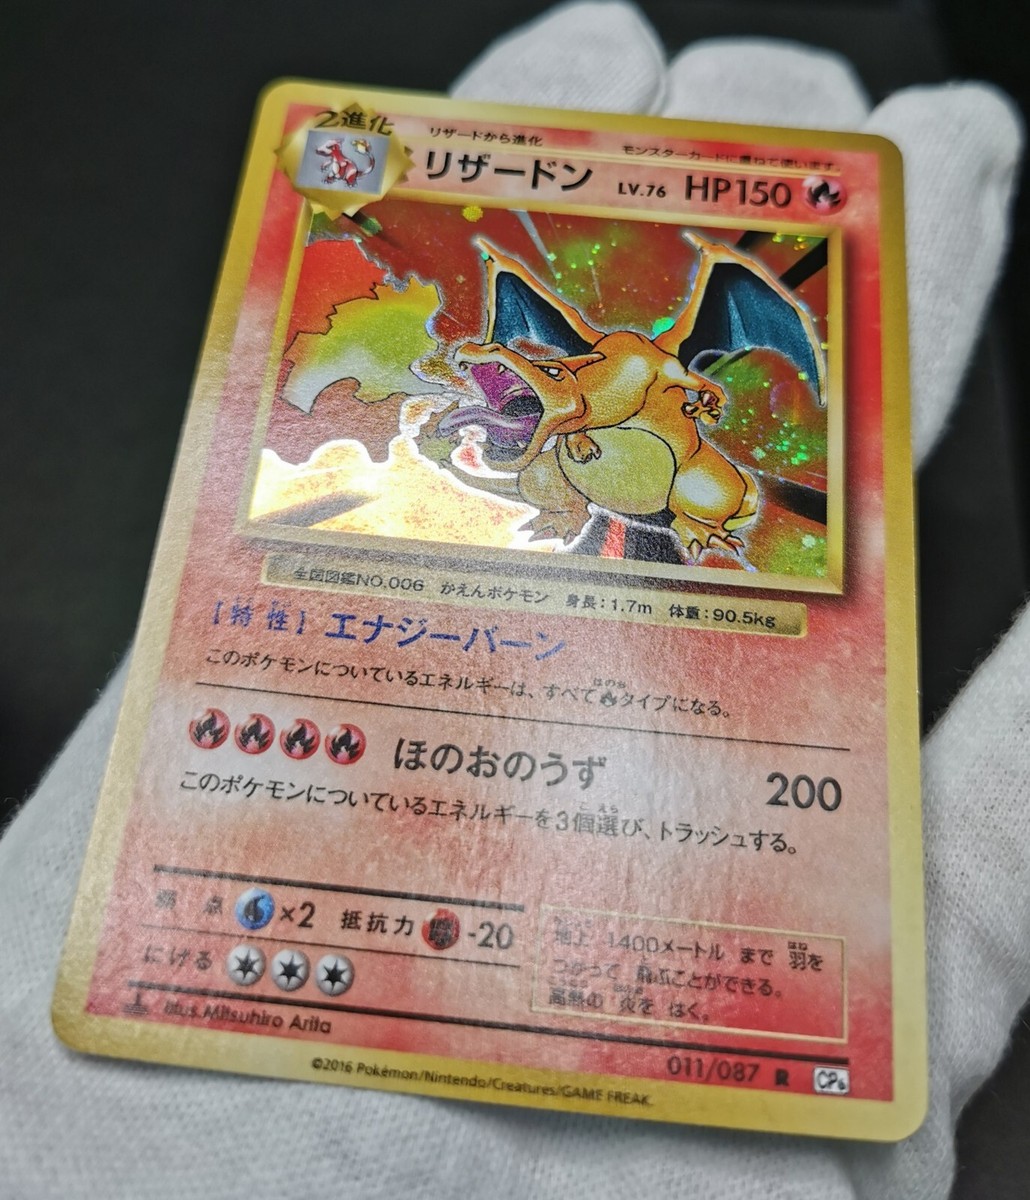 2進化
リザードから進化
モンスターカードに重ねて使います。
リザードン LV.76 HP150
全国図鑑NO.006 かえんポケモン 身長：1.7m 体重：90.5kg
【特性】エナジーバーン
このポケモンについているエネルギーは、すべて
ほのお
タイプになる。
ほのおのうず 200
このポケモンについているエネルギーを3個選び、トラッシュする。
こ えら
弱点 ×2 抵抗力 -20
にげる
地上 1400メートル まで 羽を
はね
つかって 飛ぶことができる。
高熱の 炎を はく。
Illus. Mitsuhiro Arita
011/087 R CP6
©2016 Pokémon/Nintendo/Creatures/GAME FREAK.